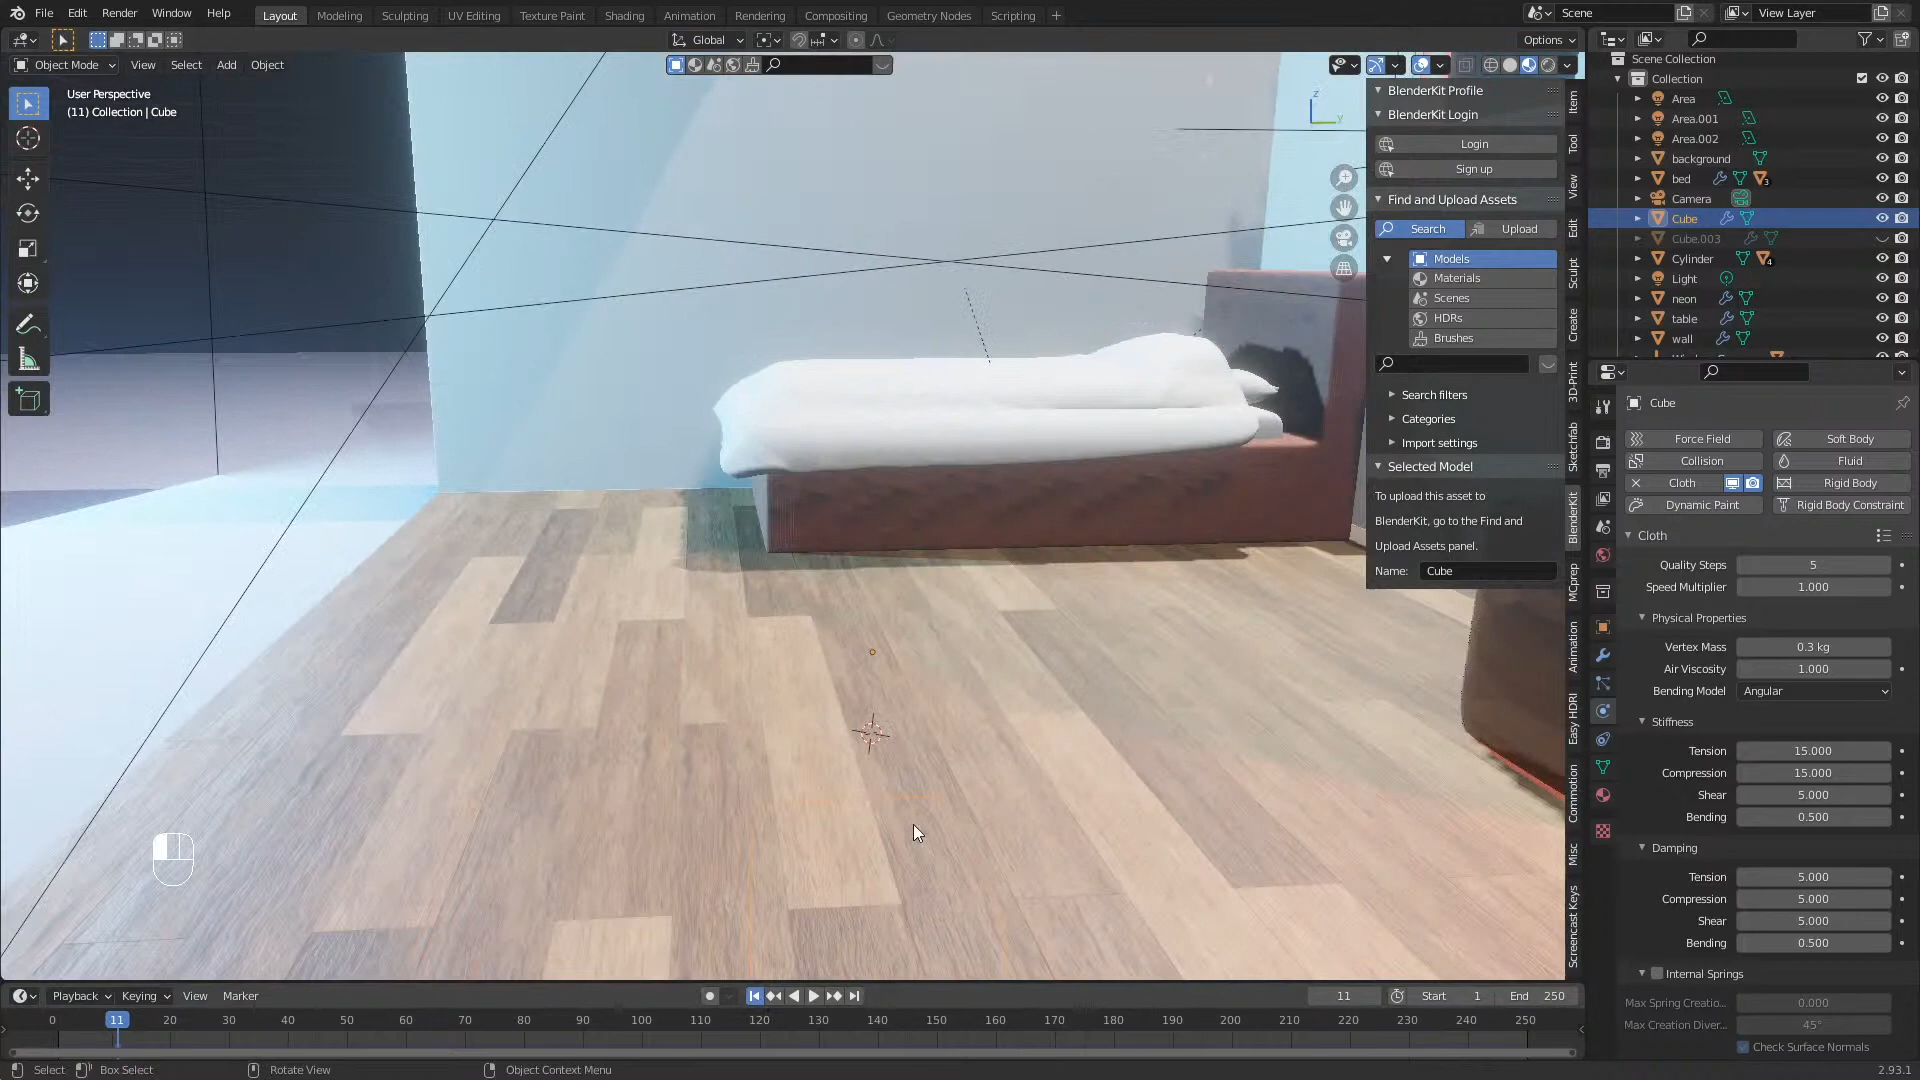 File Edit Render Window Help
Layout Modeling Sculpting UV Editing Texture Paint Shading Animation Rendering Compositing Geometry Nodes Scripting +
Scene
View Layer
Global
Options
Object Mode View Select Add Object
User Perspective
(11) Collection | Cube
Z
Y
BlenderKit Profile
BlenderKit Login
Login
Sign up
Find and Upload Assets
Search Upload
Models
Materials
Scenes
HDRs
Brushes
Search filters
Categories
Import settings
Selected Model
To upload this asset to
BlenderKit, go to the Find and
Upload Assets panel.
Name: Cube
Item
Tool
View
Edit
Sculpt
Create
3D-Print
Sketchfab
BlenderKit
MCprep
Animation
Easy HDRI
Commotion
Misc
Screencast Keys
Scene Collection
Collection
Area
Area.001
Area.002
background
bed 3
Camera
Cube
Cube.003
Cylinder 4
Light
neon
table
wall
Cube
Force Field Soft Body
Collision Fluid
Cloth Rigid Body
Dynamic Paint Rigid Body Constraint
Cloth
Quality Steps 5
Speed Multiplier 1.000
Physical Properties
Vertex Mass 0.3 kg
Air Viscosity 1.000
Bending Model Angular
Stiffness
Tension 15.000
Compression 15.000
Shear 5.000
Bending 0.500
Damping
Tension 5.000
Compression 5.000
Shear 5.000
Bending 0.500
Internal Springs
Max Spring Creatio... 0.000
Max Creation Diver... 45°
Check Surface Normals
Playback Keying View Marker
11 Start 1 End 250
0 11 20 30 40 50 60 70 80 90 100 110 120 130 140 150 160 170 180 190 200 210 220 230 240 250
Select Box Select Rotate View Object Context Menu 2.93.1